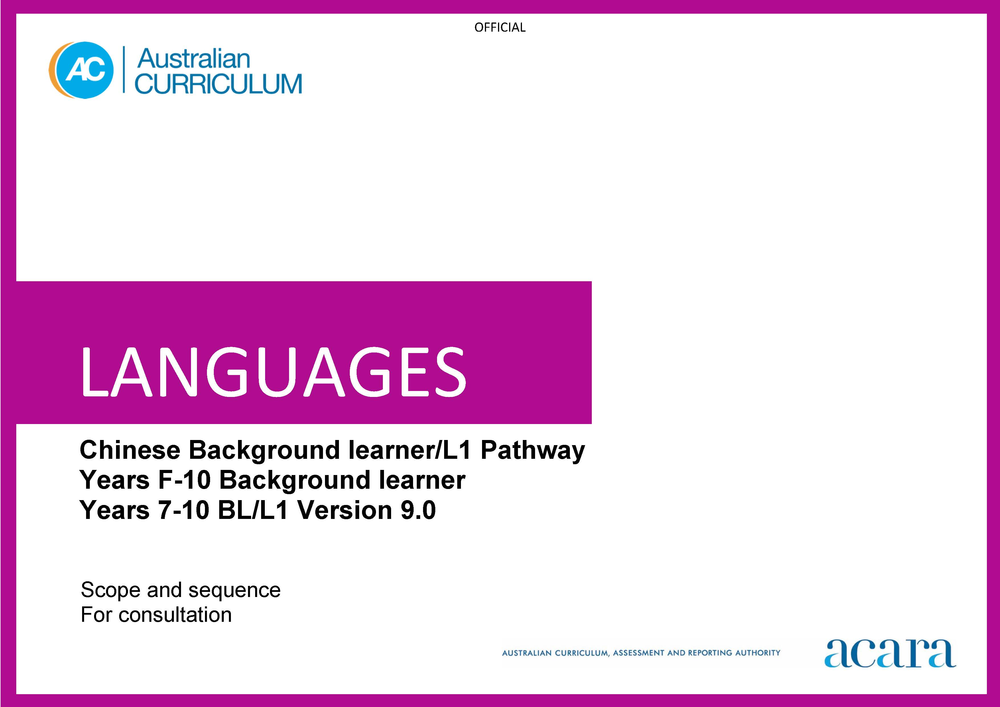 OFFICIAL
AC
Australian
CURRICULUM
LANGUAGES
Chinese Background learner/L1 Pathway
Years F-10 Background learner
Years 7-10 BL/L1 Version 9.0
Scope and sequence
For consultation
AUSTRALIAN CURRICULUM, ASSESSMENT AND REPORTING AUTHORITY
acara